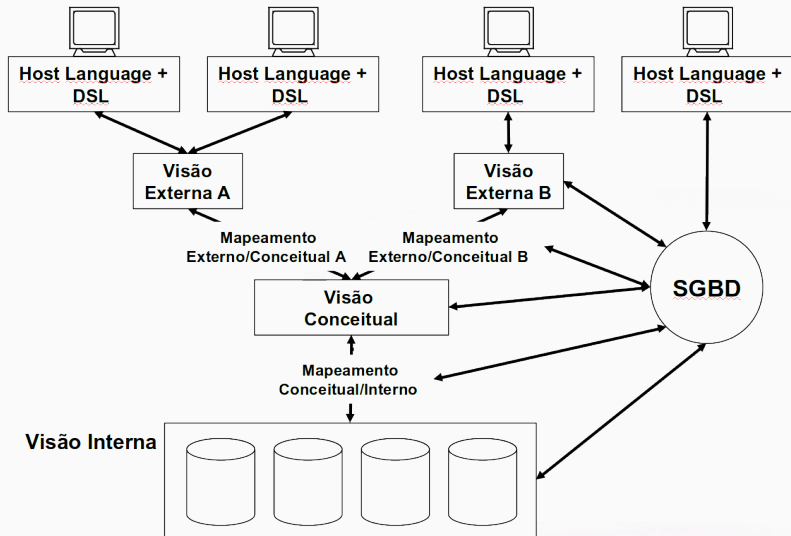 Host Language +
DSL
Host Language +
DSL
Host Language +
DSL
Host Language +
DSL
Visão
Externa A
Visão
Externa B
Mapeamento
Externo/Conceitual A
Mapeamento
Externo/Conceitual B
SGBD
Visão
Conceitual
Mapeamento
Conceitual/Interno
Visão Interna